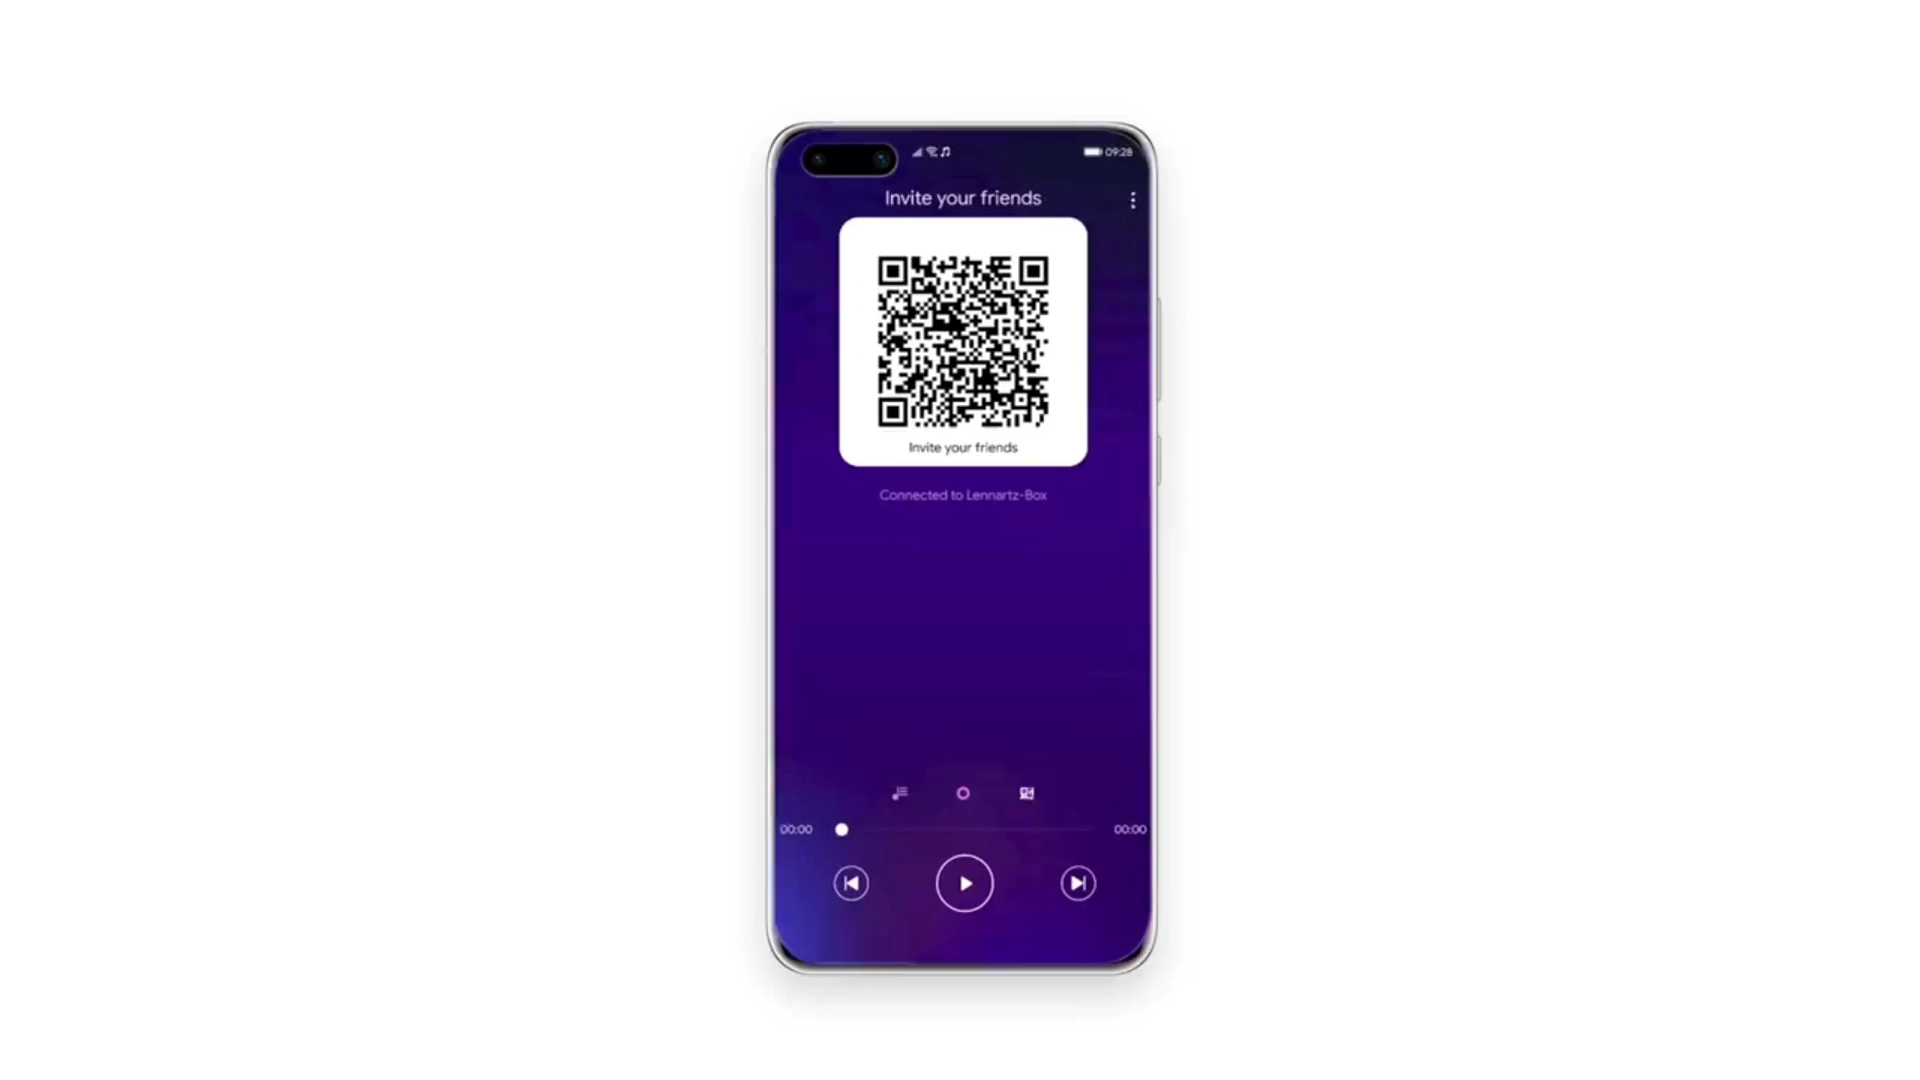 09:28
Invite your friends
Invite your friends
Connected to Lennartz-Box
00:00
00:00